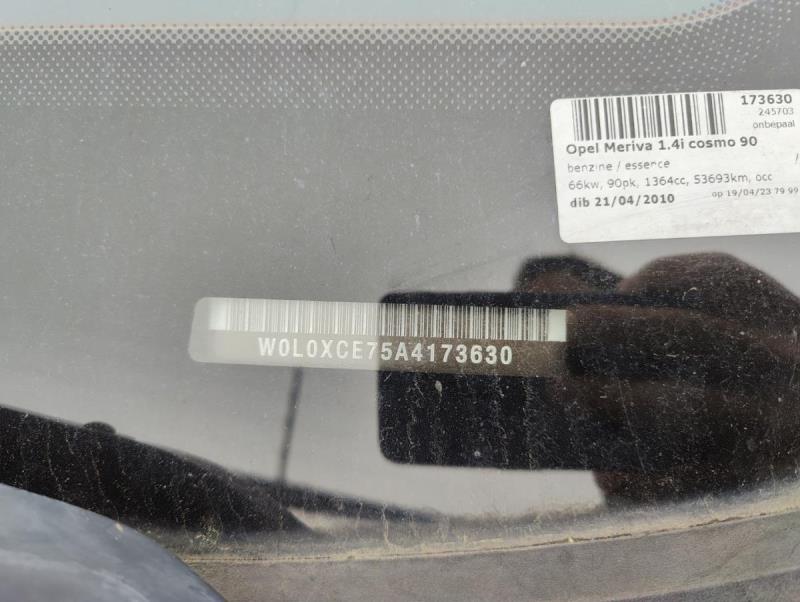 173630
245703
onbepaal
Opel Meriva 1.4i cosmo 90
benzine / essence /
66kw, 90pk, 1364cc, 53693km, occ
dib 21/04/2010 op 19/04/23 79 99
W0L0XCE75A4173630